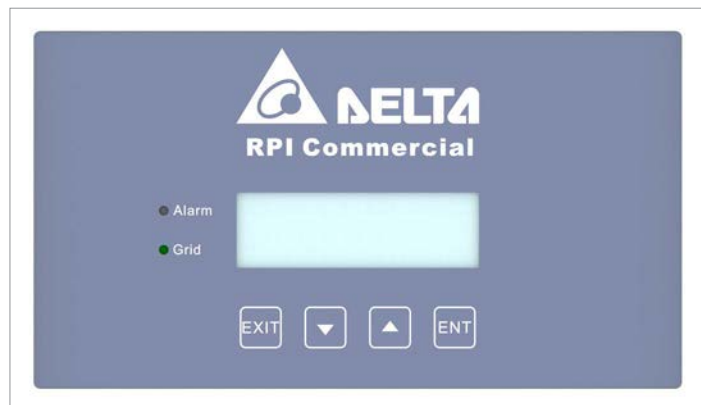 DELTA
RPI Commercial
Alarm
Grid
EXIT
ENT